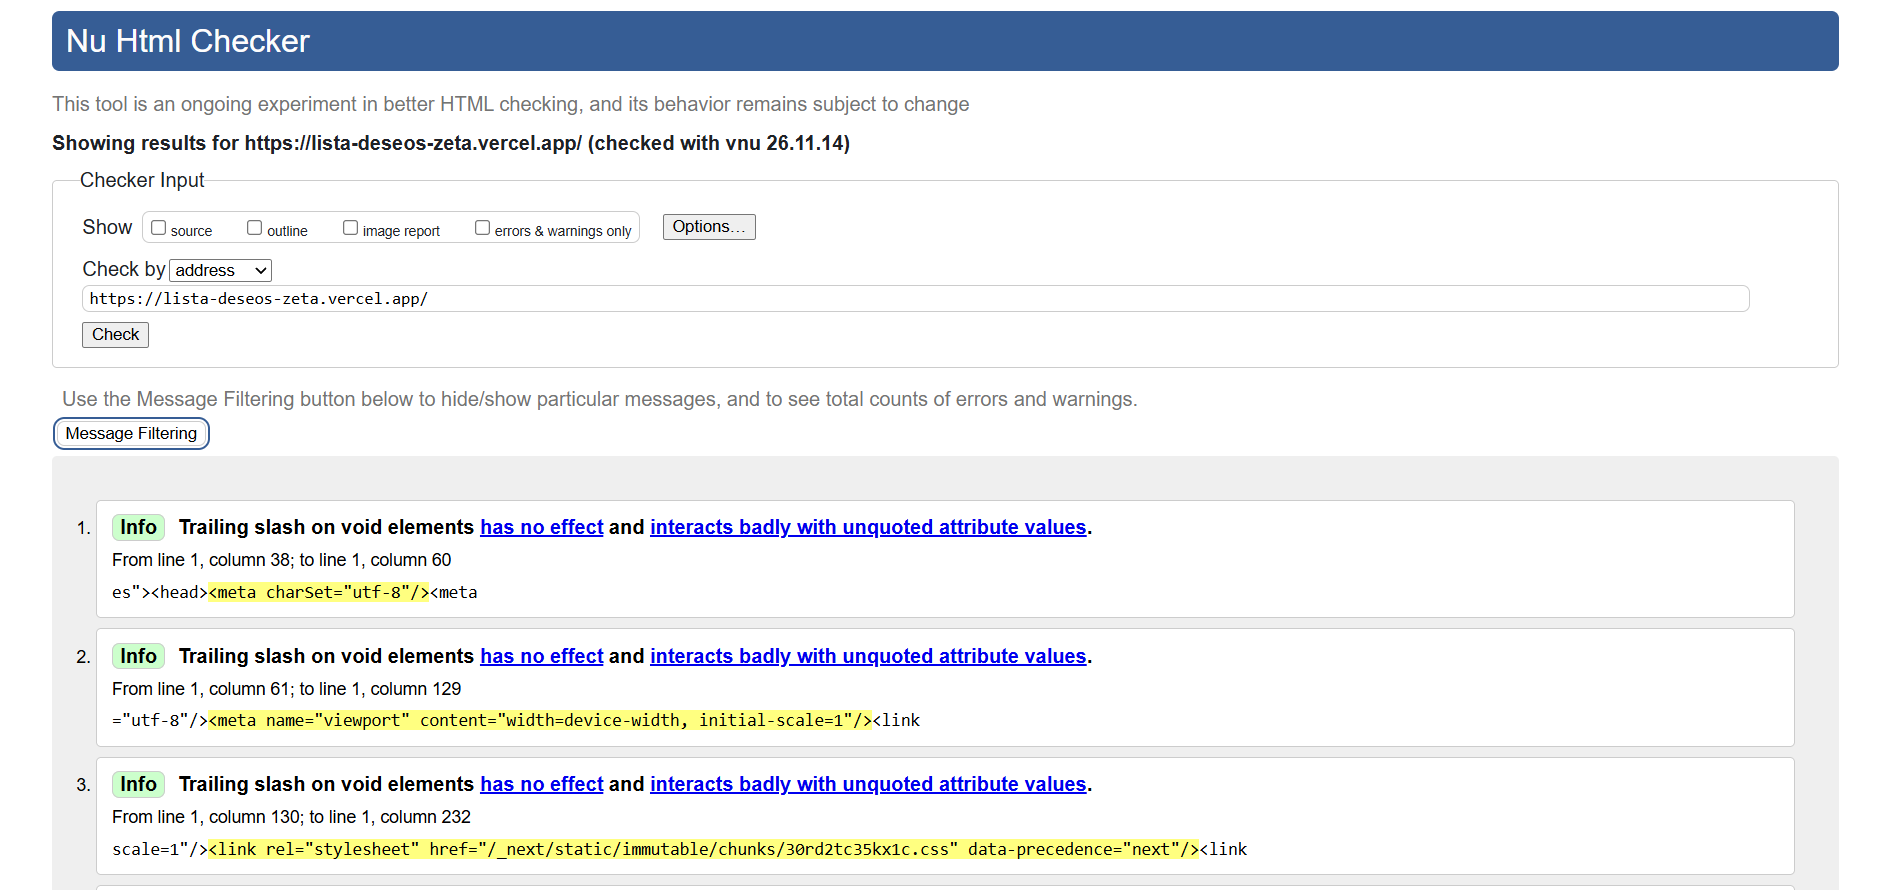 Nu Html Checker
This tool is an ongoing experiment in better HTML checking, and its behavior remains subject to change
Showing results for https://lista-deseos-zeta.vercel.app/ (checked with vnu 26.11.14)
Checker Input
Show source outline image report errors & warnings only Options...
Check by address
https://lista-deseos-zeta.vercel.app/
Check
Use the Message Filtering button below to hide/show particular messages, and to see total counts of errors and warnings.
Message Filtering
1. Info Trailing slash on void elements has no effect and interacts badly with unquoted attribute values.
From line 1, column 38; to line 1, column 60
es"><head><meta charSet="utf-8"/><meta
2. Info Trailing slash on void elements has no effect and interacts badly with unquoted attribute values.
From line 1, column 61; to line 1, column 129
="utf-8"/><meta name="viewport" content="width=device-width, initial-scale=1"/><link
3. Info Trailing slash on void elements has no effect and interacts badly with unquoted attribute values.
From line 1, column 130; to line 1, column 232
scale=1"/><link rel="stylesheet" href="/_next/static/immutable/chunks/30rd2tc35kx1c.css" data-precedence="next"/><link